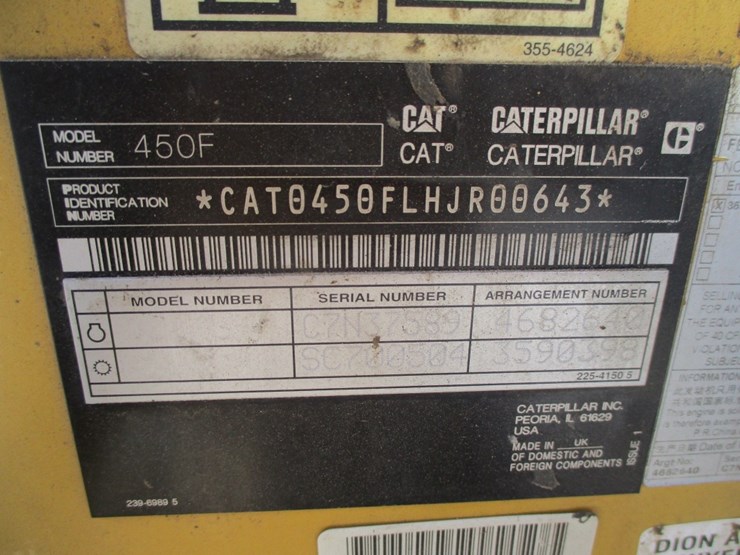 355-4624
CAT® CATERPILLAR®
CAT® CATERPILLAR®
MODEL NUMBER 450F
PRODUCT IDENTIFICATION NUMBER *CAT0450FLHJR00643*
MODEL NUMBER SERIAL NUMBER ARRANGEMENT NUMBER
C7N37589 4682640
3590398
225-4150 5
CATERPILLAR INC.
PEORIA, IL 61629
USA
MADE IN UK
OF DOMESTIC AND
FOREIGN COMPONENTS
ISSUE 1
239-6989 5
4682640
DION A